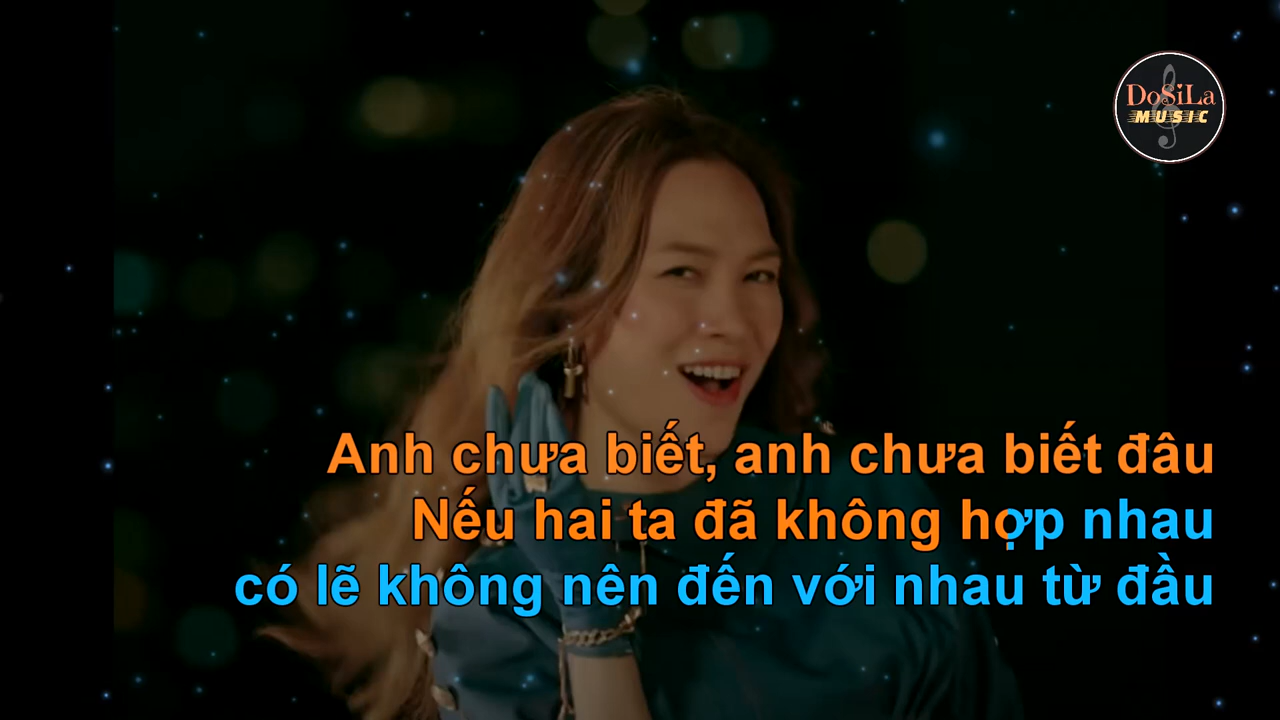 DoSiLa
MUSIC
Anh chưa biết, anh chưa biết đâu
Nếu hai ta đã không hợp nhau
có lẽ không nên đến với nhau từ đầu